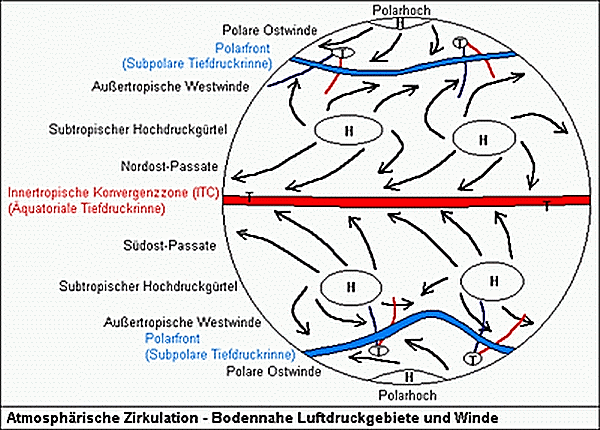 Polarhoch
H
Polare Ostwinde
Polarfront
(Subpolare Tiefdruckrinne)
T
T
Außertropische Westwinde
Subtropischer Hochdruckgürtel
H
H
Nordost-Passate
Innertropische Konvergenzzone (ITC)
(Äquatoriale Tiefdruckrinne)
T
T
Südost-Passate
Subtropischer Hochdruckgürtel
H
H
Außertropische Westwinde
Polarfront
(Subpolare Tiefdruckrinne)
T
T
Polare Ostwinde
H
Polarhoch
Atmosphärische Zirkulation - Bodennahe Luftdruckgebiete und Winde